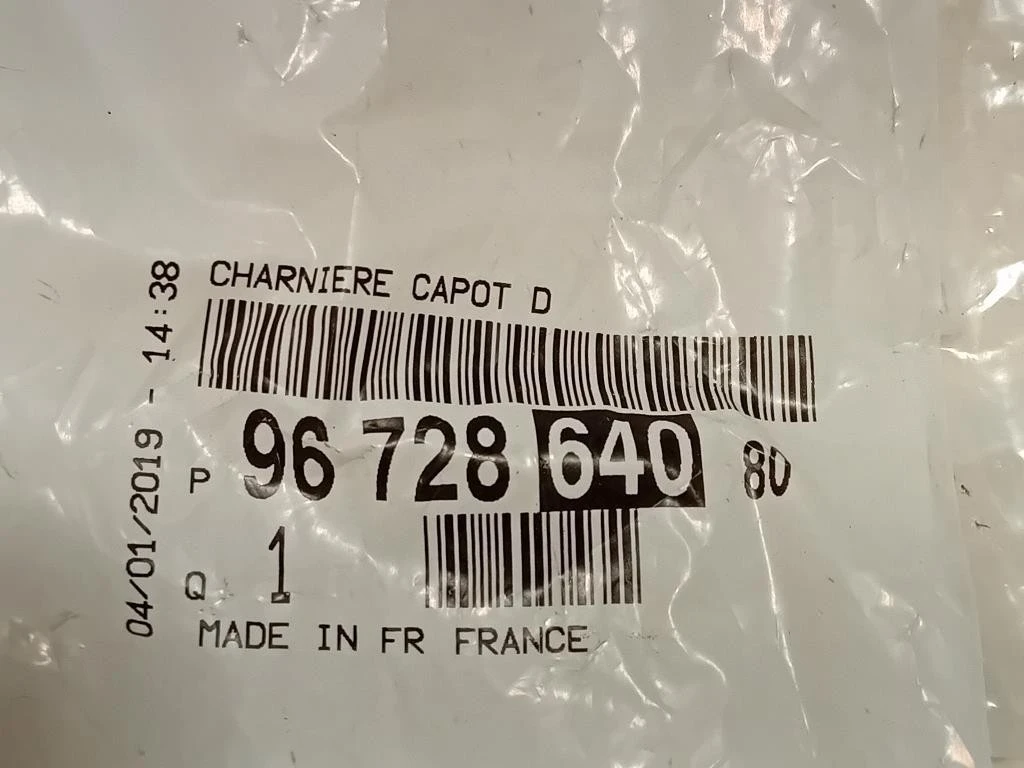 04/01/2019 - 14:38
CHARNIERE CAPOT D
P 96 728 640 80
Q 1
MADE IN FR FRANCE